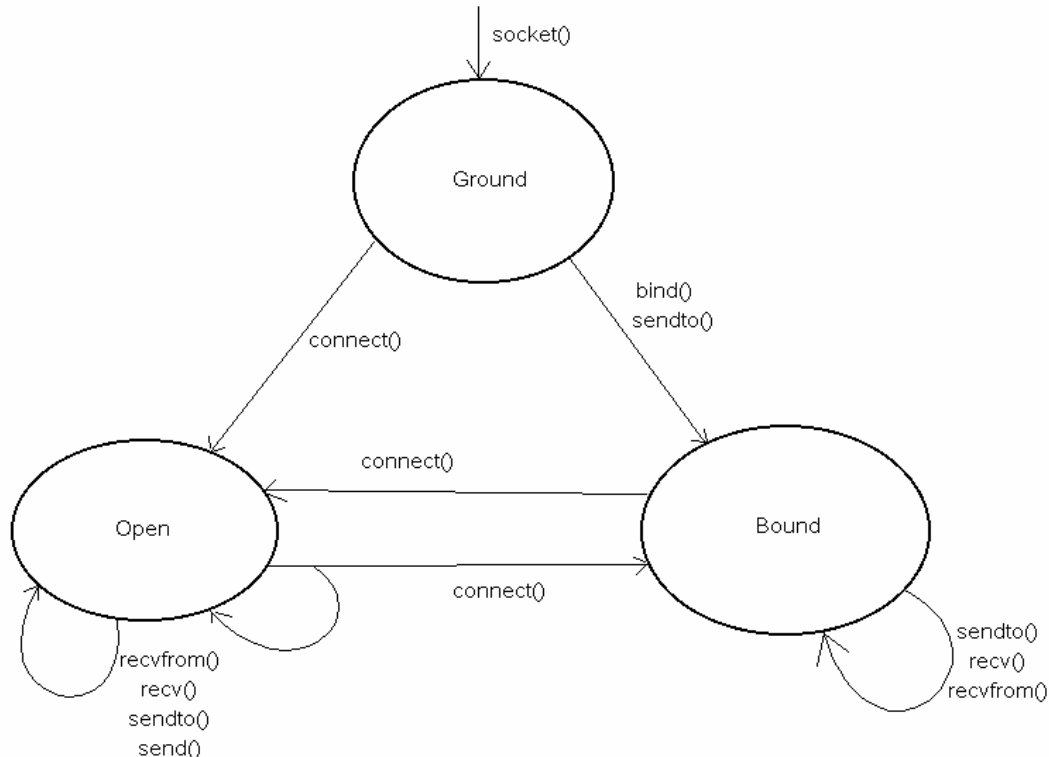 socket()
Ground
bind()
sendto()
connect()
connect()
Open
Bound
connect()
recvfrom()
recv()
sendto()
send()
sendto()
recv()
recvfrom()